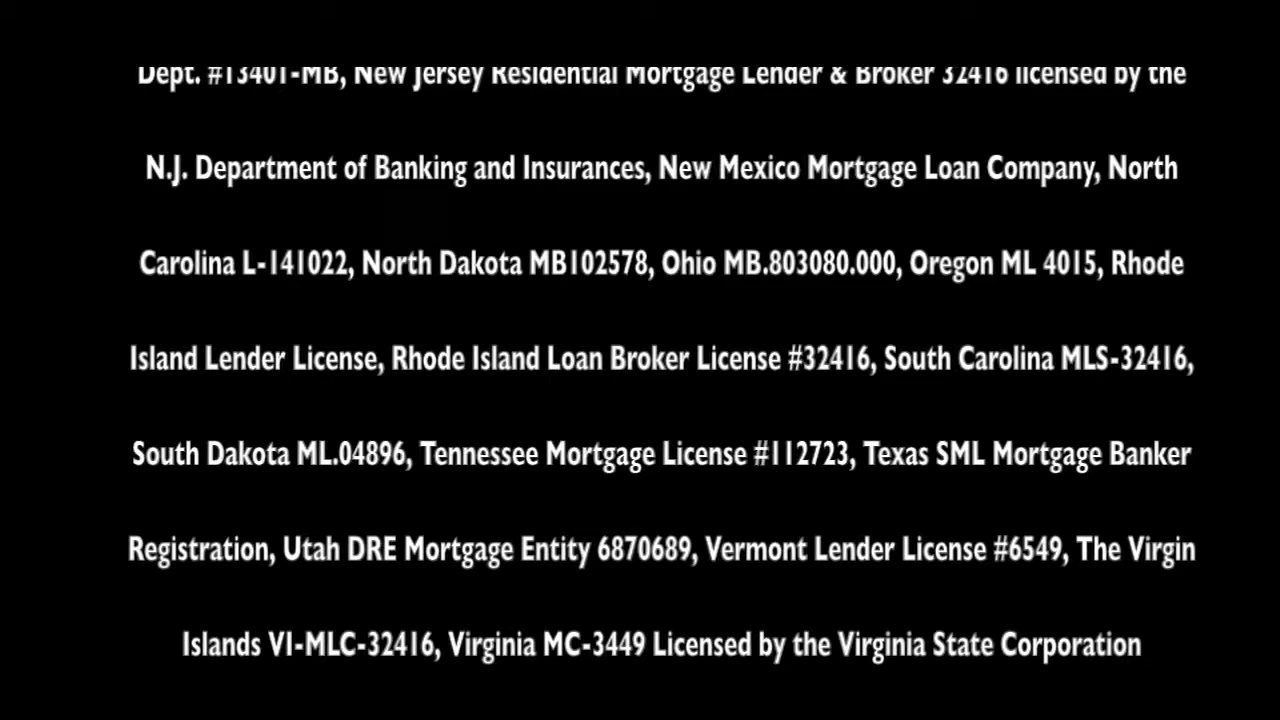 Dept. #13401-MB, New Jersey Residential Mortgage Lender & Broker 32416 licensed by the
N.J. Department of Banking and Insurances, New Mexico Mortgage Loan Company, North
Carolina L-141022, North Dakota MB102578, Ohio MB.803080.000, Oregon ML 4015, Rhode
Island Lender License, Rhode Island Loan Broker License #32416, South Carolina MLS-32416,
South Dakota ML.04896, Tennessee Mortgage License #112723, Texas SML Mortgage Banker
Registration, Utah DRE Mortgage Entity 6870689, Vermont Lender License #6549, The Virgin
Islands VI-MLC-32416, Virginia MC-3449 Licensed by the Virginia State Corporation